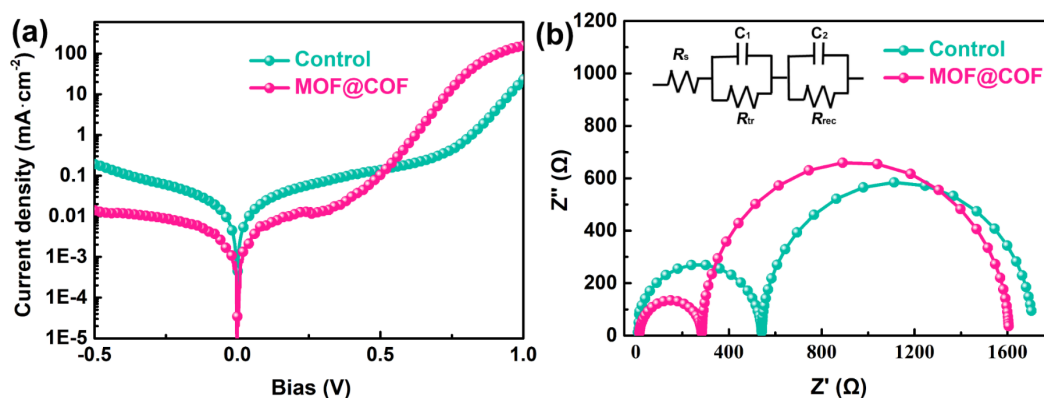 (a)
Control
MOF@COF
Current density (mA·cm⁻²)
100
10
1
0.1
0.01
1E-3
1E-4
1E-5
-0.5
0.0
0.5
1.0
Bias (V)
(b)
Control
MOF@COF
Rs
C1
Rtr
C2
Rrec
Z'' (Ω)
1200
1000
800
600
400
200
0
0
400
800
1200
1600
Z' (Ω)